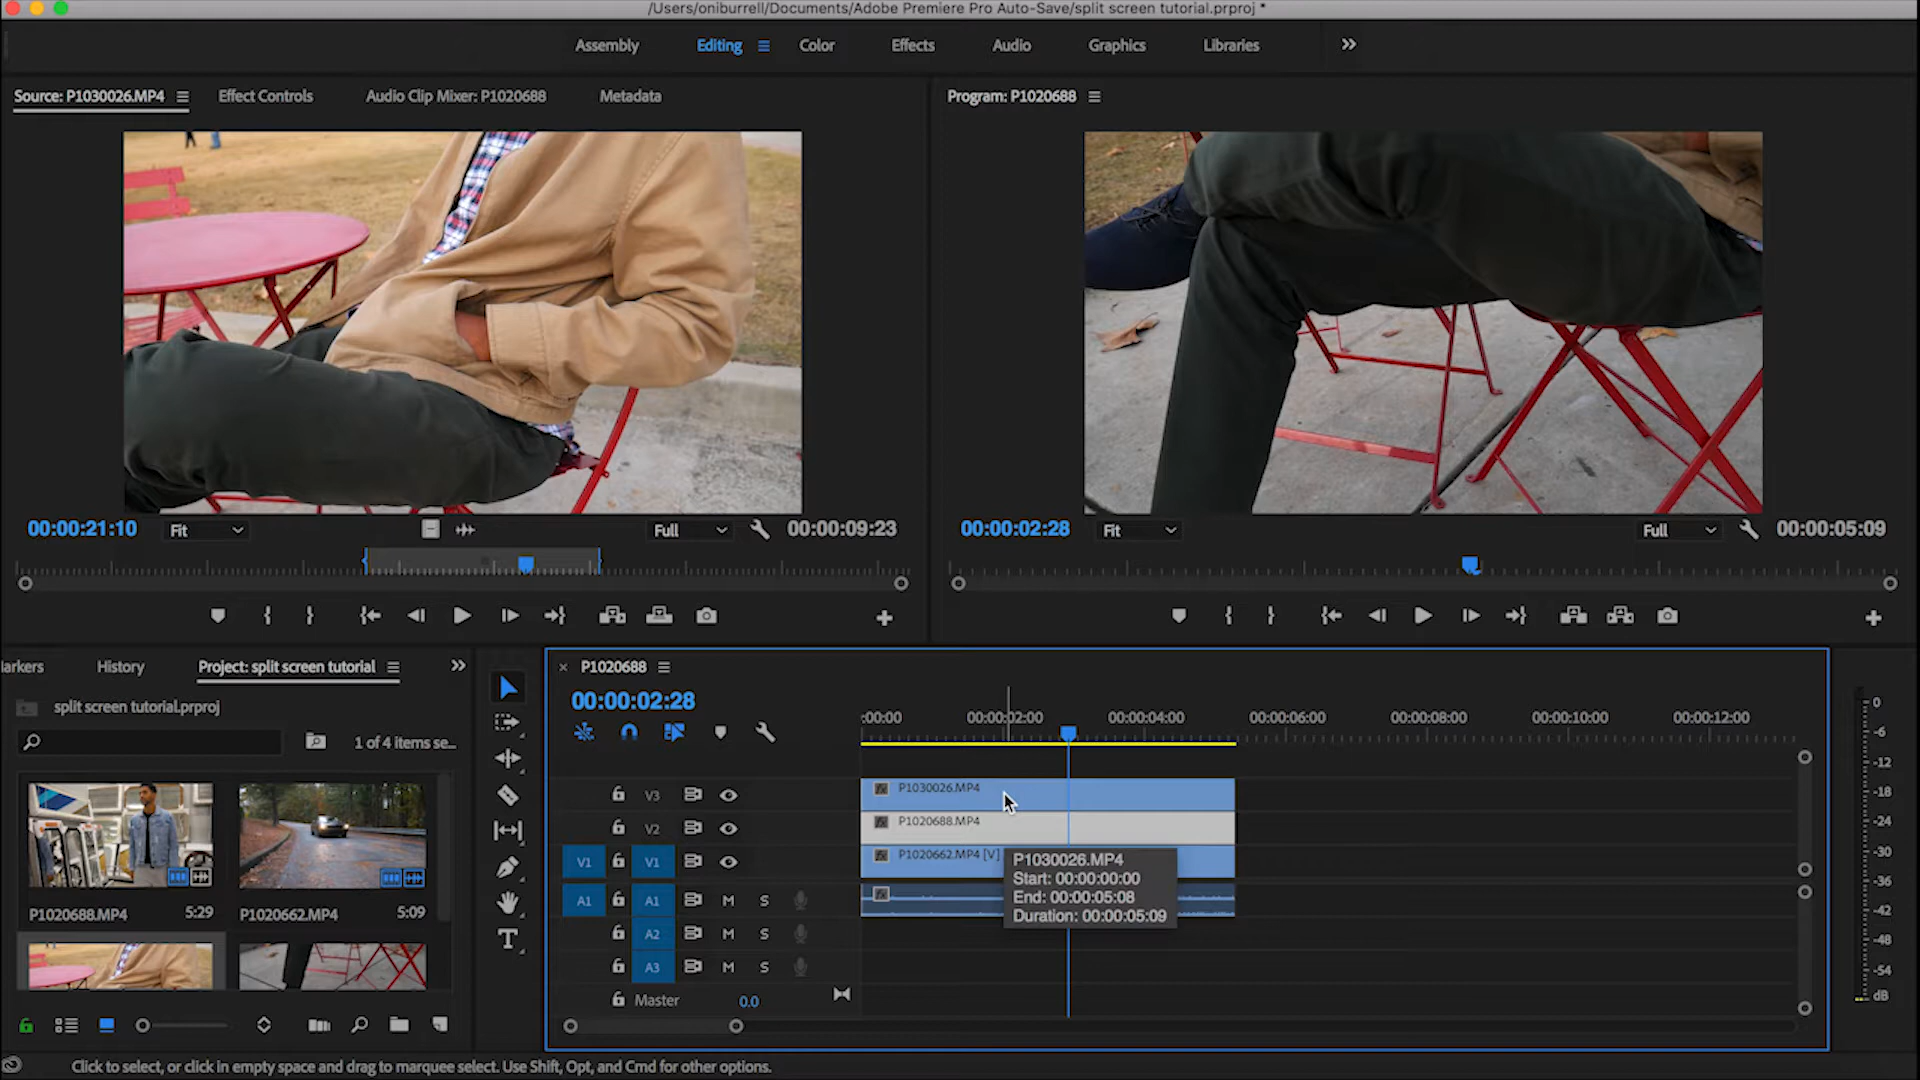 /Users/oniburrell/Documents/Adobe Premiere Pro Auto-Save/split screen tutorial.prproj *
Assembly
Editing
Color
Effects
Audio
Graphics
Libraries
Source: P1030026.MP4
Effect Controls
Audio Clip Mixer: P1020688
Metadata
Program: P1020688
00:00:21:10
Fit
Full
00:00:09:23
00:00:02:28
Fit
Full
00:00:05:09
arkers
History
Project: split screen tutorial
split screen tutorial.prproj
1 of 4 items se...
P1020688.MP4
5:29
P1020662.MP4
5:09
P1020688
00:00:02:28
:00:00
00:00:02:00
00:00:04:00
00:00:06:00
00:00:08:00
00:00:10:00
00:00:12:00
V3
P1030026.MP4
V2
P1020688.MP4
V1
V1
P1020662.MP4 [V]
P1030026.MP4
Start: 00:00:00:00
End: 00:00:05:08
Duration: 00:00:05:09
A1
A1
M
S
A2
M
S
A3
M
S
Master
0.0
0
-6
-12
-18
-24
-30
-36
-42
-48
-54
dB
Click to select, or click in empty space and drag to marquee select. Use Shift, Opt, and Cmd for other options.